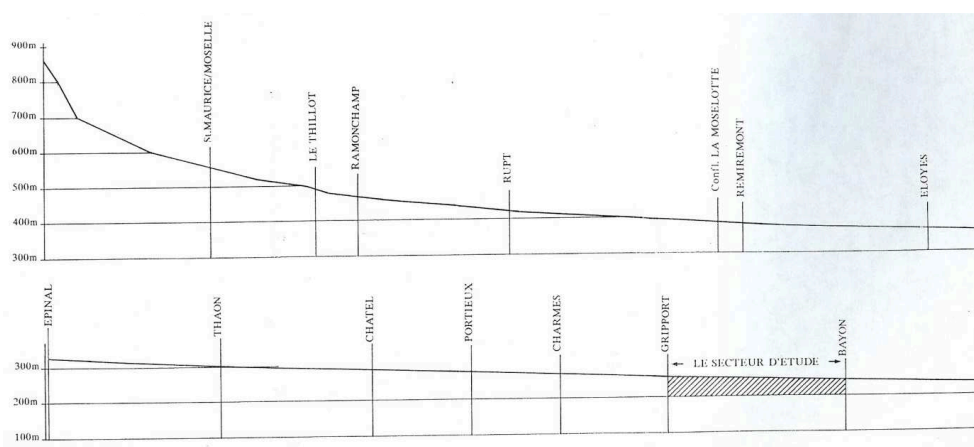 900m
800m
700m
600m
500m
400m
300m
St.MAURICE/MOSELLE
LE THILLOT
RAMONCHAMP
RUPT
Confl. LA MOSELOTTE
REMIREMONT
ELOYES
300m
200m
100m
EPINAL
THAON
CHATEL
PORTIEUX
CHARMES
GRIPPORT
LE SECTEUR D'ETUDE
BAYON